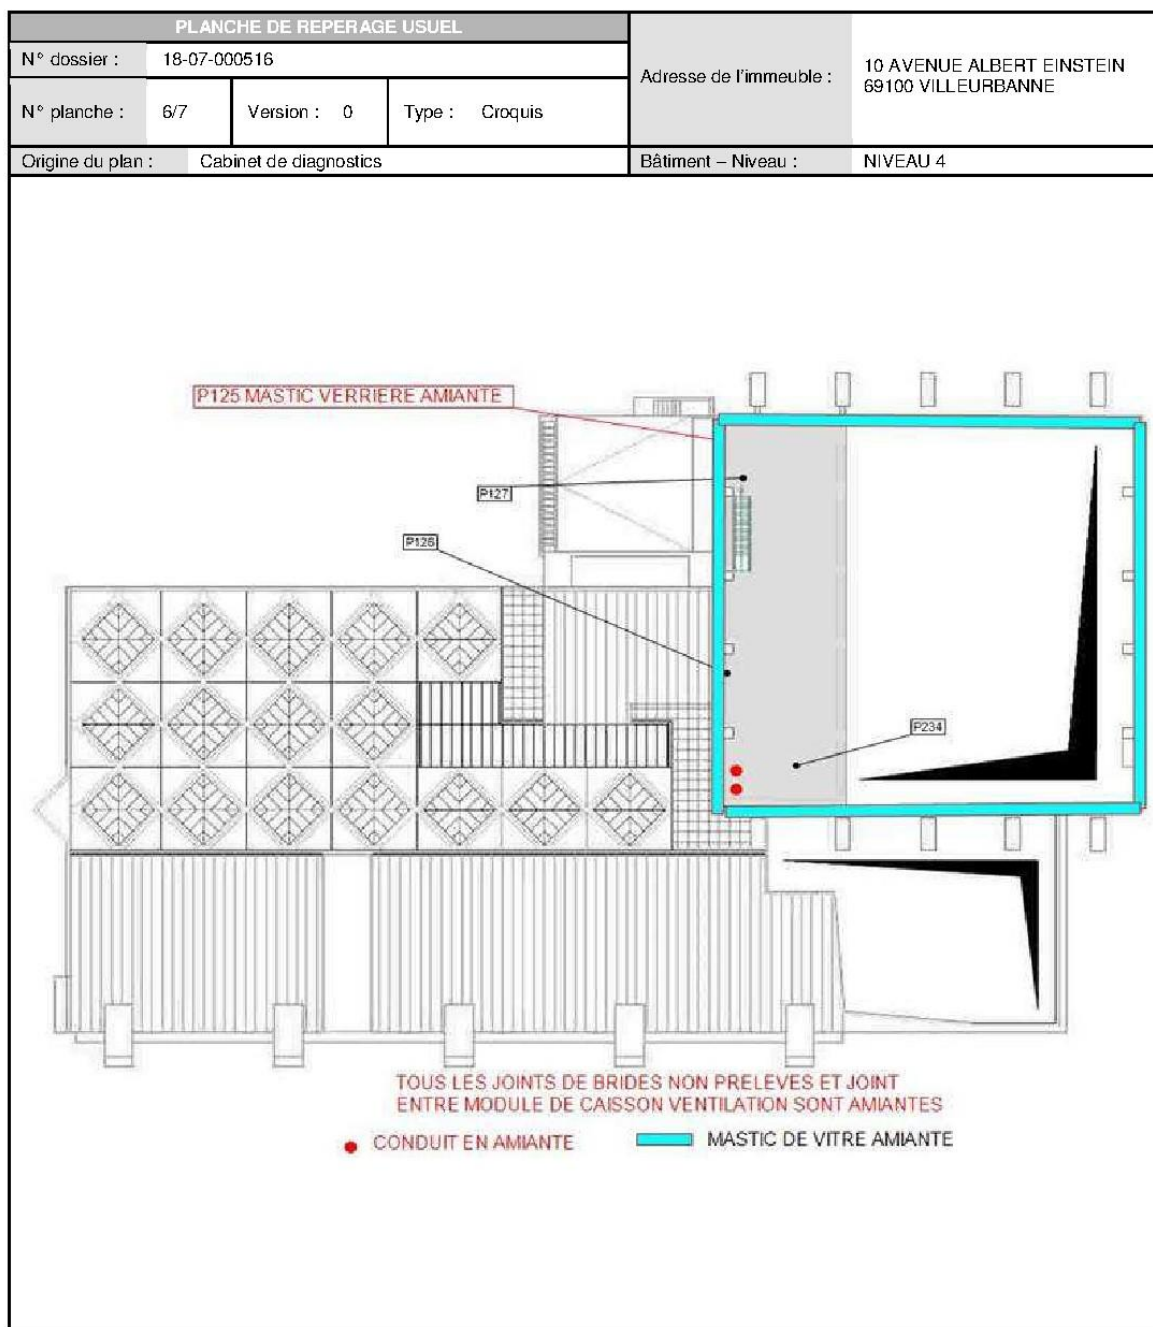 PLANCHE DE REPERAGE USUEL
N° dossier : 18-07-000516
Adresse de l'immeuble : 10 AVENUE ALBERT EINSTEIN
69100 VILLEURBANNE
N° planche : 6/7 Version : 0 Type : Croquis
Origine du plan : Cabinet de diagnostics
Bâtiment – Niveau : NIVEAU 4
P125 MASTIC VERRIERE AMIANTE
P127
P126
P234
TOUS LES JOINTS DE BRIDES NON PRELEVES ET JOINT
ENTRE MODULE DE CAISSON VENTILATION SONT AMIANTES
CONDUIT EN AMIANTE
MASTIC DE VITRE AMIANTE